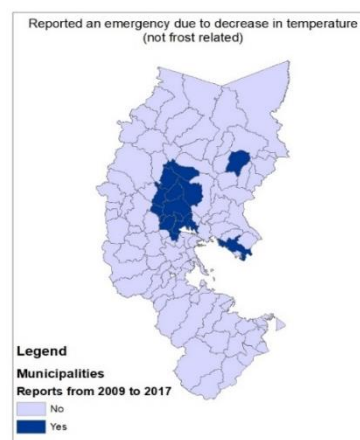 Reported an emergency due to decrease in temperature
(not frost related)
Legend
Municipalities
Reports from 2009 to 2017
No
Yes